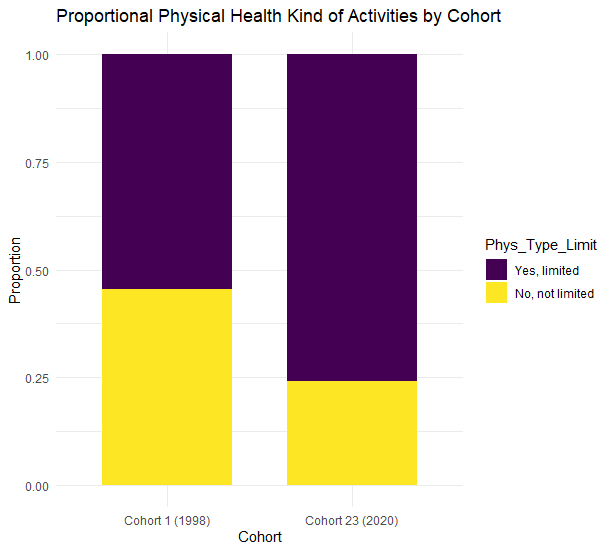 Proportional Physical Health Kind of Activities by Cohort
1.00
0.75
0.50
0.25
0.00
Proportion
Cohort 1 (1998)
Cohort 23 (2020)
Cohort
Phys_Type_Limit
Yes, limited
No, not limited